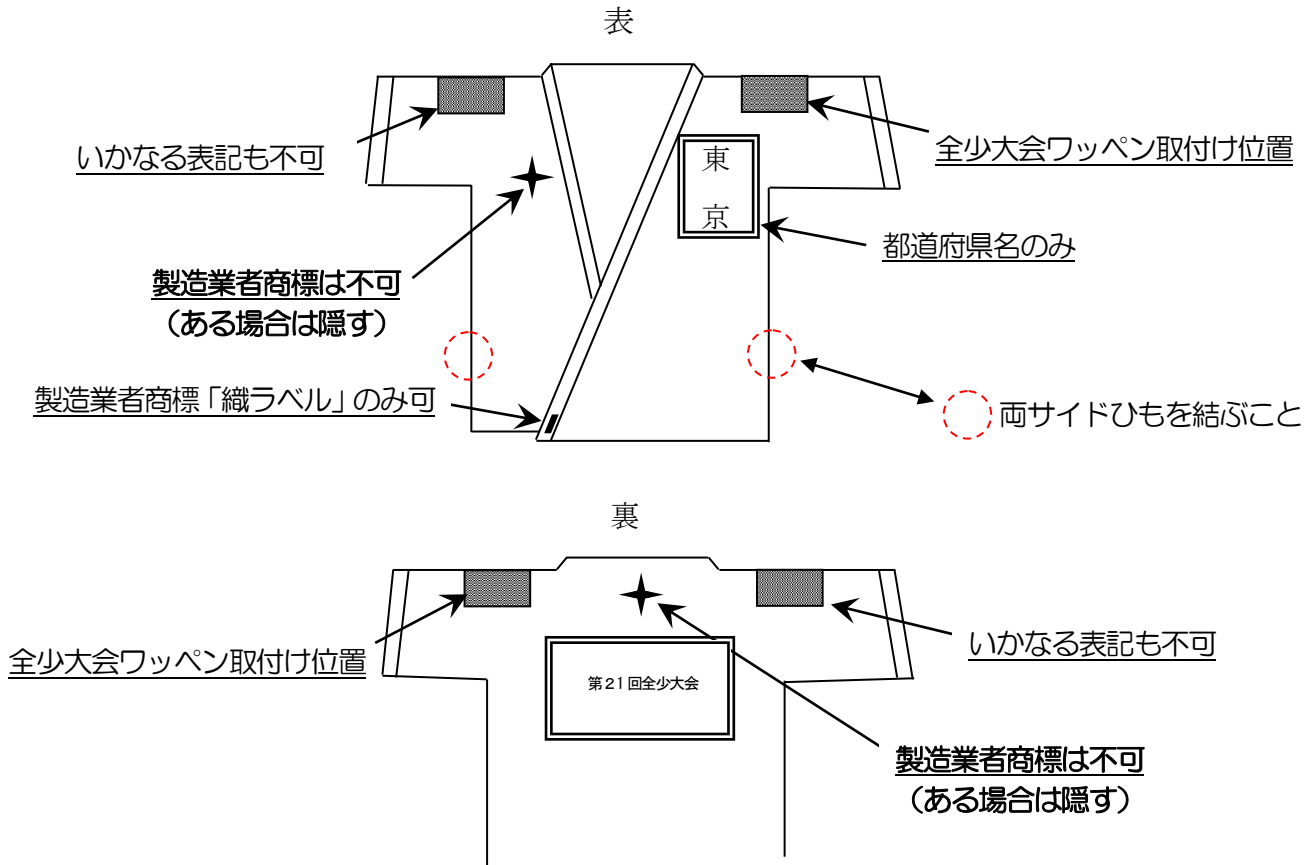 表
いかなる表記も不可
全少大会ワッペン取付け位置
東
京
都道府県名のみ
製造業者商標は不可
（ある場合は隠す）
製造業者商標「織ラベル」のみ可
両サイドひもを結ぶこと
裏
全少大会ワッペン取付け位置
いかなる表記も不可
第２１回全少大会
製造業者商標は不可
（ある場合は隠す）